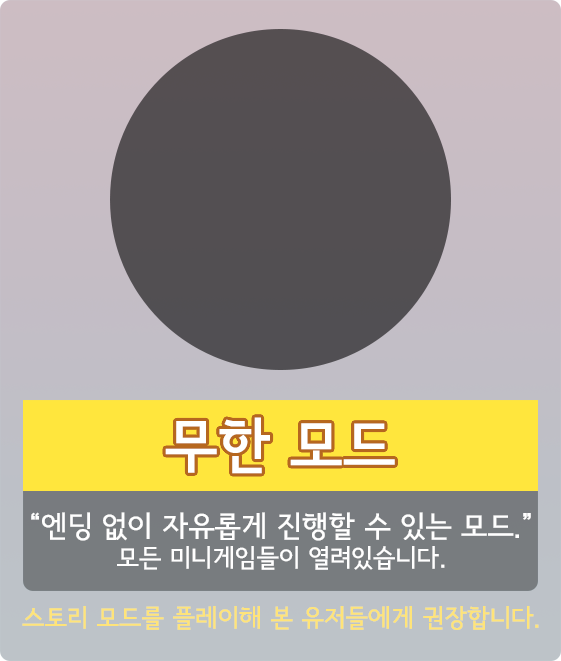 무한 모드
“엔딩 없이 자유롭게 진행할 수 있는 모드.”
모든 미니게임들이 열려있습니다.
스토리 모드를 플레이해 본 유저들에게 권장합니다.